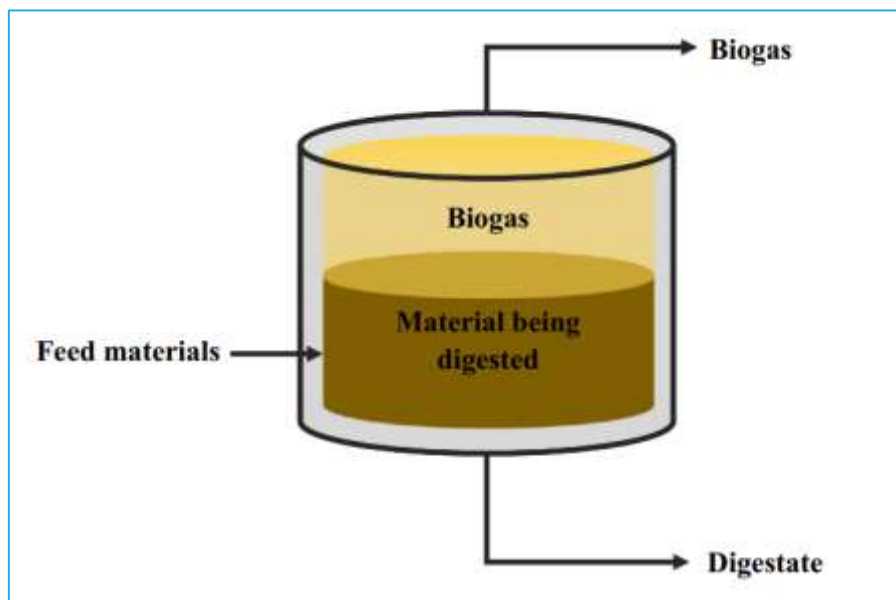 Biogas
Biogas
Material being
digested
Feed materials
Digestate